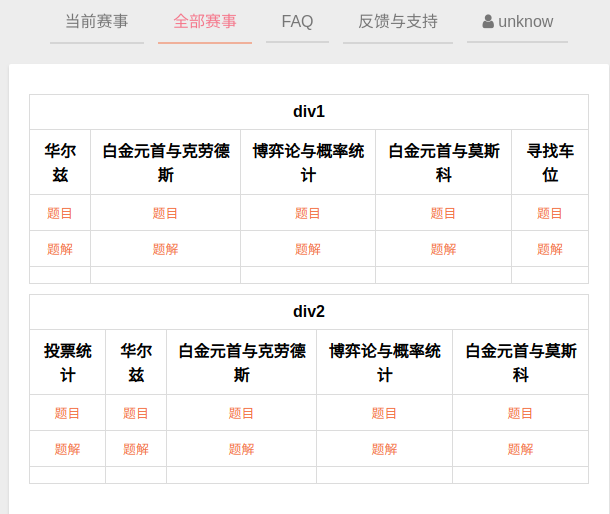 当前赛事 全部赛事 FAQ 反馈与支持 unknow
div1
华尔兹 白金元首与克劳德斯 博弈论与概率统计 白金元首与莫斯科 寻找车位
题目 题目 题目 题目 题目
题解 题解 题解 题解 题解
div2
投票统计 华尔兹 白金元首与克劳德斯 博弈论与概率统计 白金元首与莫斯科
题目 题目 题目 题目 题目
题解 题解 题解 题解 题解